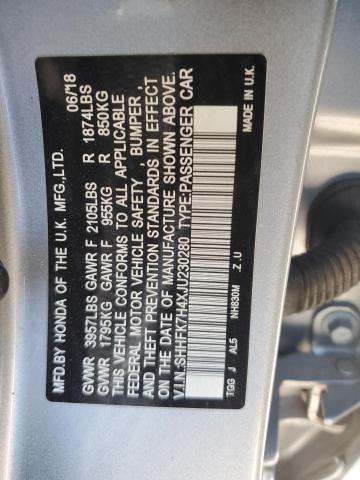 MFD.BY HONDA OF THE U.K. MFG.,LTD. 06/18
GVWR 3957LBS GAWR F 2105LBS R 1874LBS
GVWR 1795KG GAWR F 955KG R 850KG
THIS VEHICLE CONFORMS TO ALL APPLICABLE
FEDERAL MOTOR VEHICLE SAFETY , BUMPER ,
AND THEFT PREVENTION STANDARDS IN EFFECT
ON THE DATE OF MANUFACTURE SHOWN ABOVE.
V.I.N.:SHHFK7H4XJU230280 TYPE:PASSENGER CAR
TGG J AL5 NH830M . Z . U MADE IN U.K.